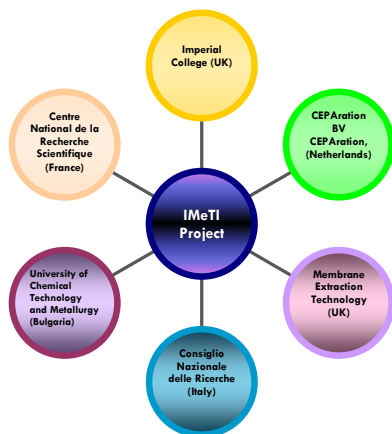 Imperial
College (UK)
Centre
National de la
Recherche
Scientifique
(France)
CEPAration
BV
CEPAration,
(Netherlands)
IMeTI
Project
University of
Chemical
Technology
and Metallurgy
(Bulgaria)
Membrane
Extraction
Technology
(UK)
Consiglio
Nazionale
delle Ricerche
(Italy)